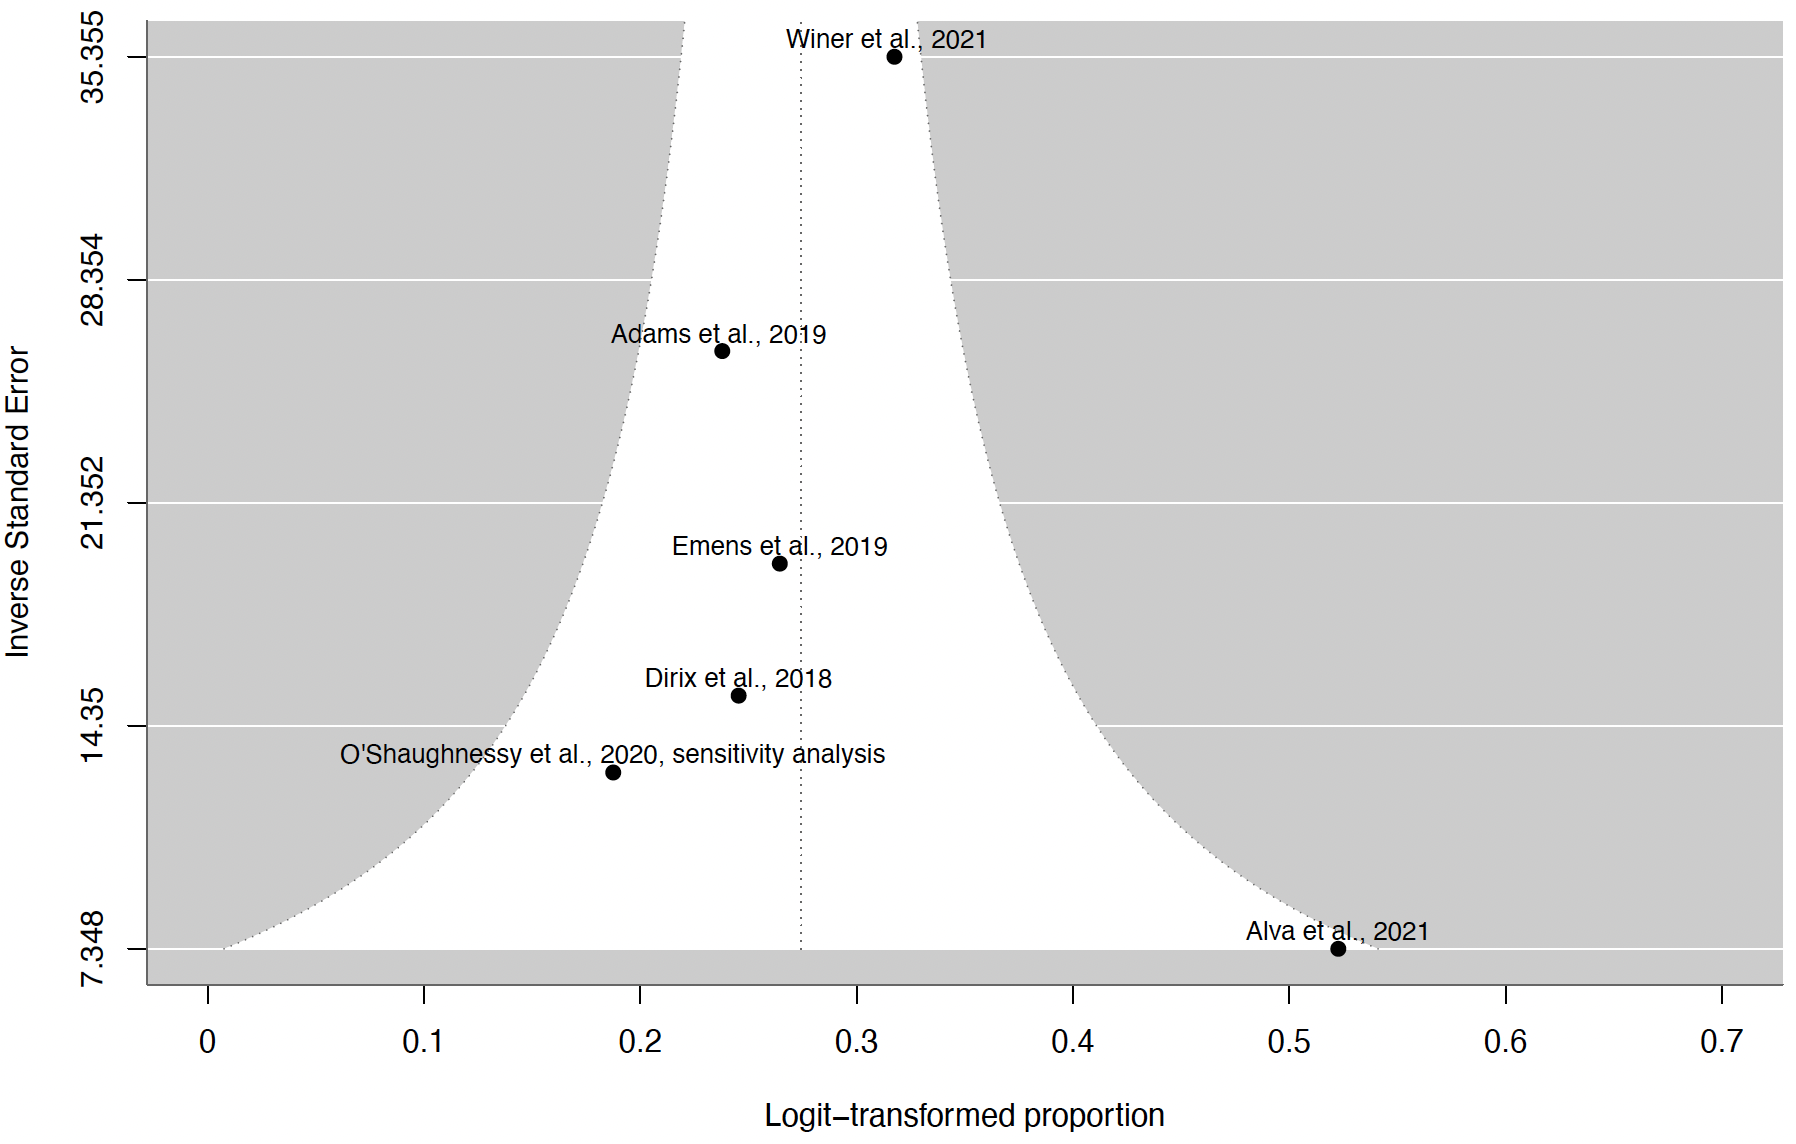 35.355
28.354
21.352
14.35
7.348
Inverse Standard Error
Winer et al., 2021
Adams et al., 2019
Emens et al., 2019
Dirix et al., 2018
O'Shaughnessy et al., 2020, sensitivity analysis
Alva et al., 2021
0 0.1 0.2 0.3 0.4 0.5 0.6 0.7
Logit−transformed proportion